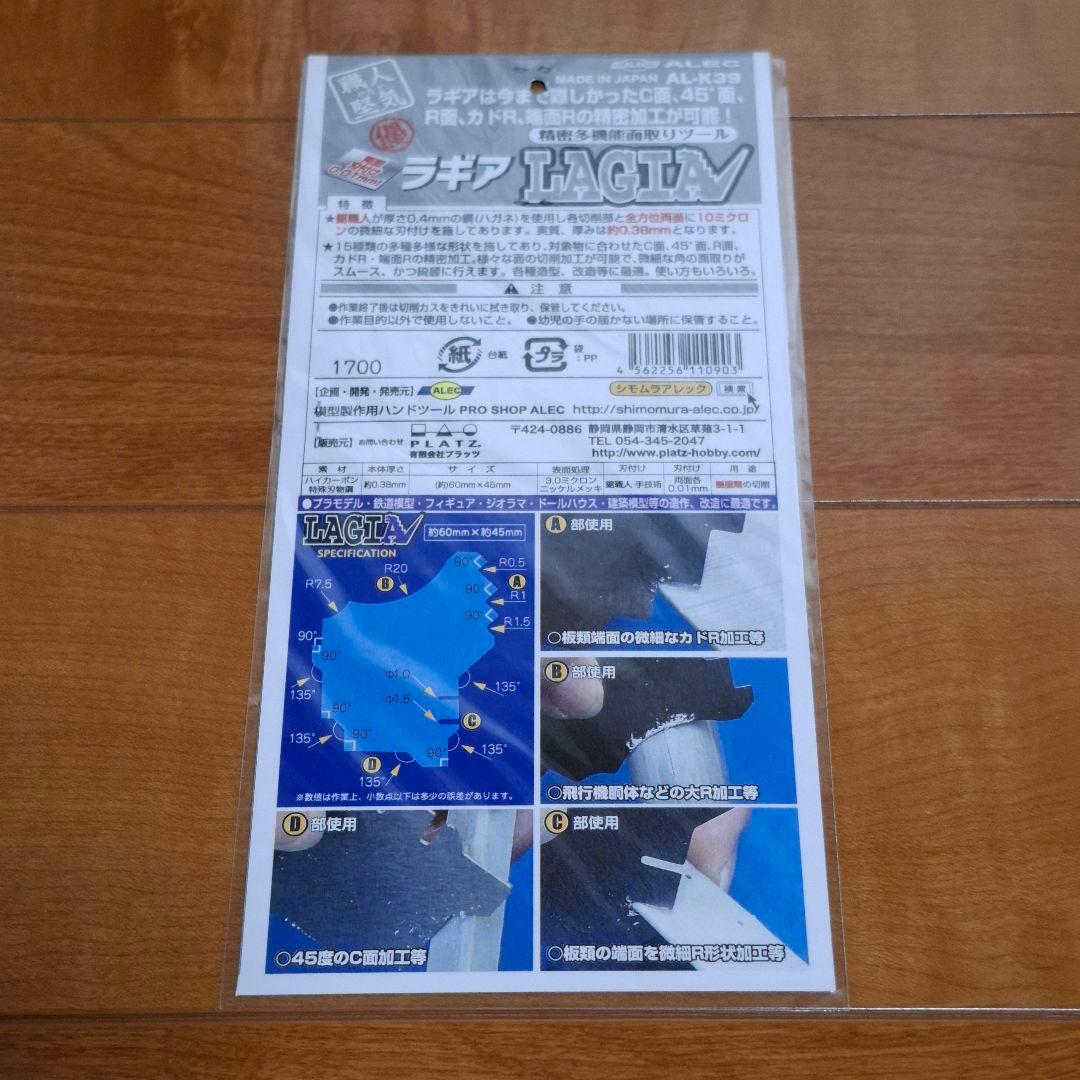 職人
堅気
ALEC
MADE IN JAPAN AL-K39
ラギアは今まで難しかったC面、45°面、
R面、カドR、端面Rの精密加工が可能！
精密多機能面取りツール
両面
刃付け
0.01mm!
ラギア LAGIA
特 徴
★鋸職人が厚さ0.4mmの鋼(ハガネ)を使用し各切削部と全方位両面に10ミクロ
ンの微細な刃付けを施してあります。実質、厚みは約0.38mmとなります。
★15種類の多種多様な形状を施してあり、対象物に合わせたC面、45°面、R面、
カドR・端面Rの精密加工。様々な面の切削加工が可能で、微細な角の面取りが
スムース、かつ綺麗に行えます。各種造型、改造等に最適。使い方もいろいろ。
注 意
●作業終了後は切削カスをきれいに拭き取り、保管してください。
●作業目的以外で使用しないこと。 ●幼児の手の届かない場所に保管すること。
1700
紙 台紙
プラ 袋:PP
4 562256 110903
【企画・開発・発売元】 ALEC
シモムラアレック 検索
模型製作用ハンドツール PRO SHOP ALEC http://shimomura-alec.co.jp/
【販売元】 お問い合わせ PLATZ.
有限会社プラッツ
〒424-0886 静岡県静岡市清水区草薙3-1-1
TEL 054-345-2047
http://www.platz-hobby.com/
素 材 本体厚さ サ イ ズ 表面処理 刃付け 刃付け 用 途
ハイカーボン特殊刃物鋼 約0.38mm (約)60mm×45mm 3.0ミクロンニッケルメッキ 鋸職人 手技術 両面各0.01mm 樹脂類の切削
●プラモデル・鉄道模型・フィギュア・ジオラマ・ドールハウス・建築模型等の造作、改造に最適です。
LAGIA
SPECIFICATION
約60mm×約45mm
R20
R7.5
B
90° R0.5
A
90° R1
90° R1.5
90°
90°
Φ1.0
135°
135°
Φ1.5
90°
C
135°
90°
90°
135°
D
135°
※数値は作業上、小数点以下は多少の誤差があります。
A 部使用
○板類端面の微細なカドR加工等
B 部使用
○飛行機胴体などの大R加工等
D 部使用
○45度のC面加工等
C 部使用
○板類の端面を微細R形状加工等